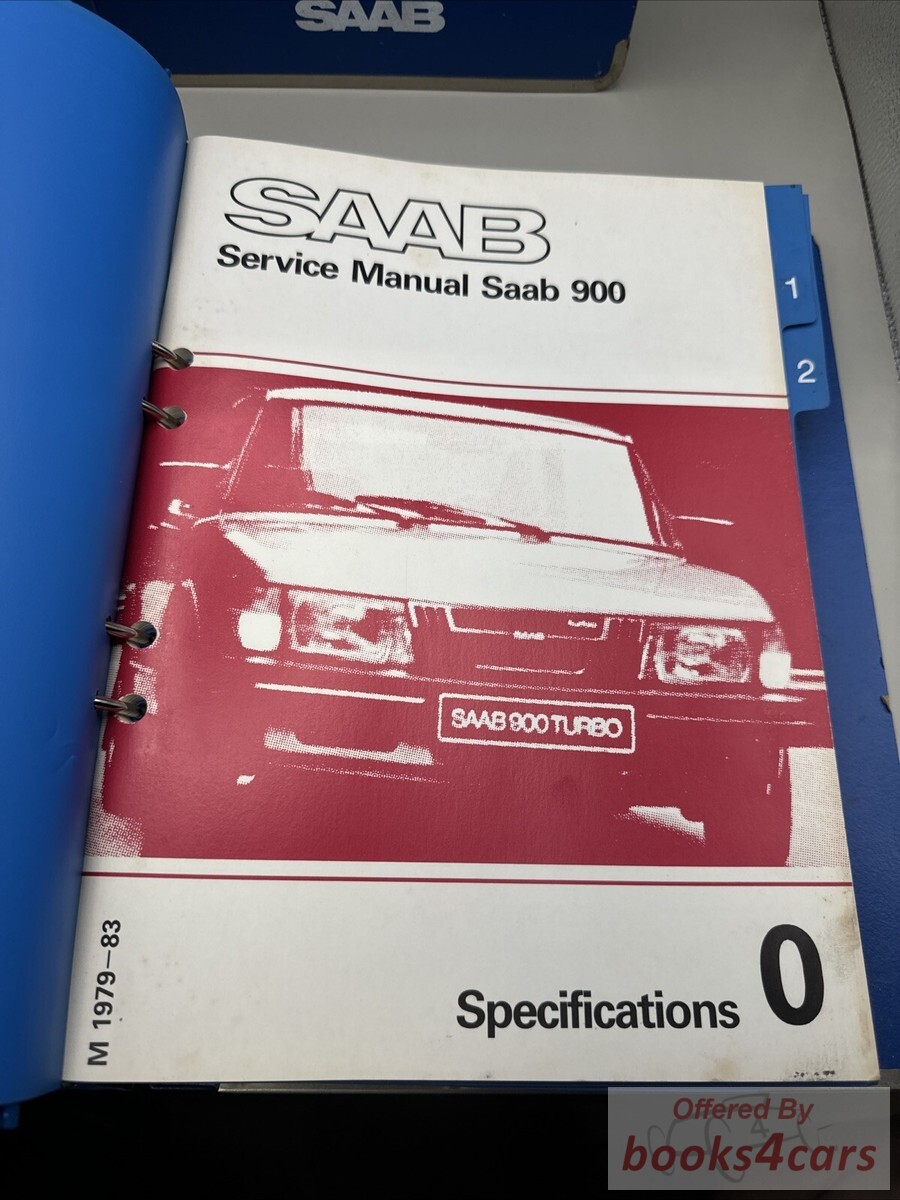 SAAB
SAAB
Service Manual Saab 900
1
2
SAAB 900 TURBO
M 1979-83
Specifications 0
Offered By
books4cars